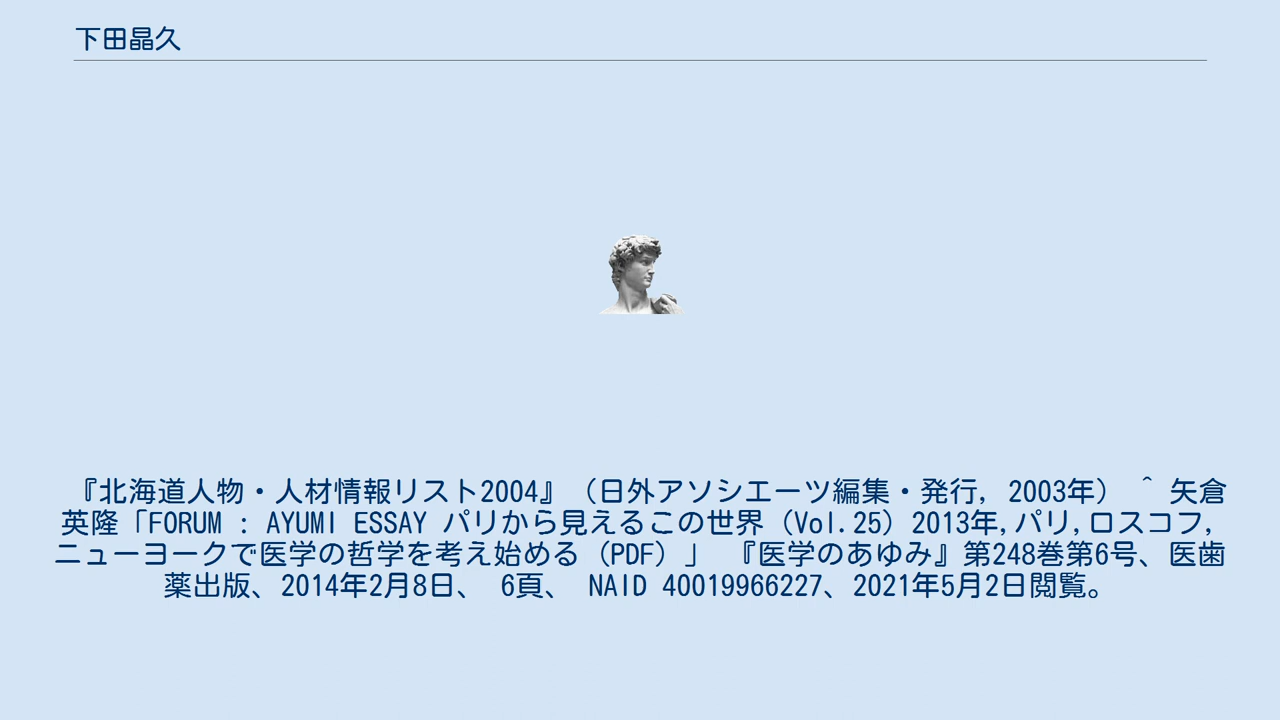 下田晶久
『北海道人物・人材情報リスト2004』（日外アソシエーツ編集・発行, 2003年） ^ 矢倉
英隆「FORUM : AYUMI ESSAY パリから見えるこの世界（Vol.25）2013年,パリ,ロスコフ,
ニューヨークで医学の哲学を考え始める（PDF）」 『医学のあゆみ』第248巻第6号、医歯
薬出版、2014年2月8日、 6頁、 NAID 40019966227、2021年5月2日閲覧。